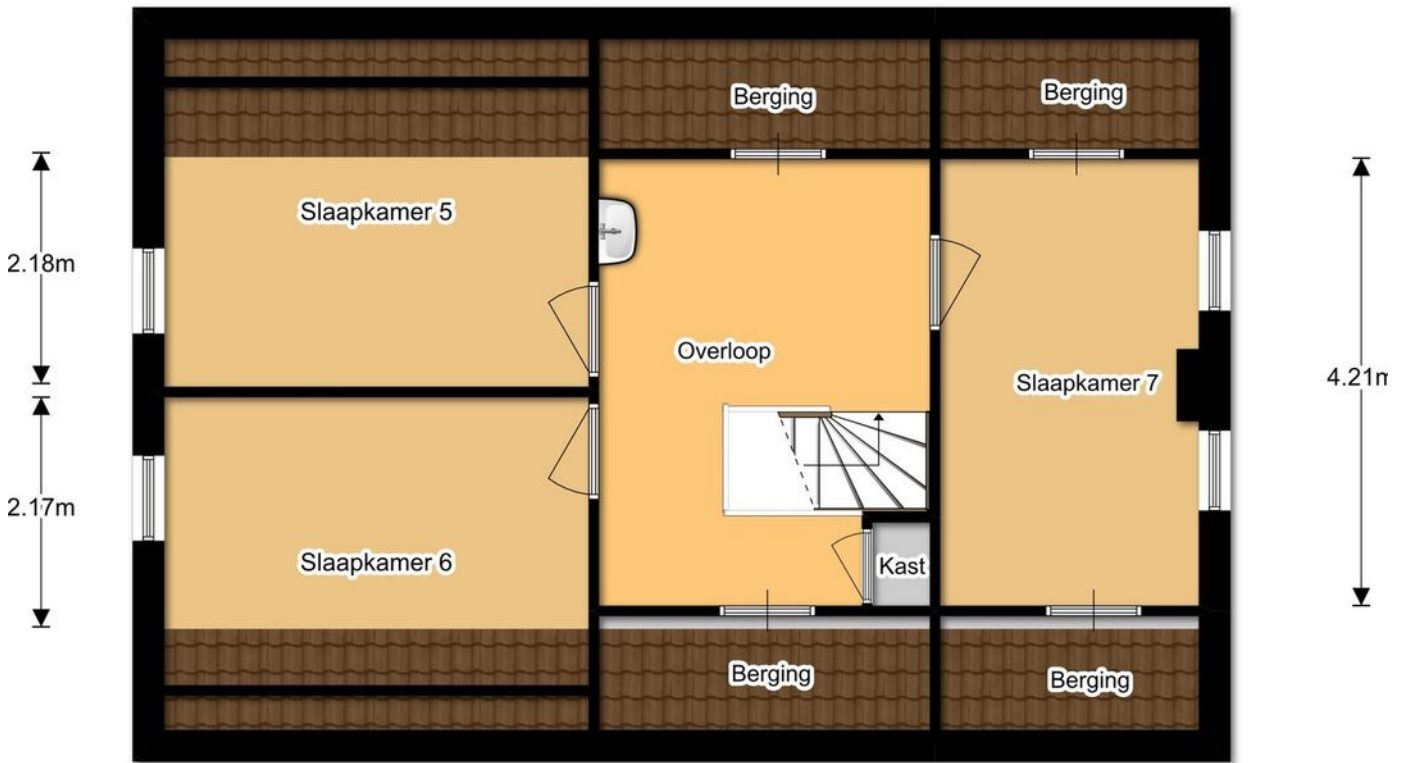 Berging
Berging
Slaapkamer 5
2.18m
Overloop
Slaapkamer 7
4.21m
2.17m
Slaapkamer 6
Kast
Berging
Berging